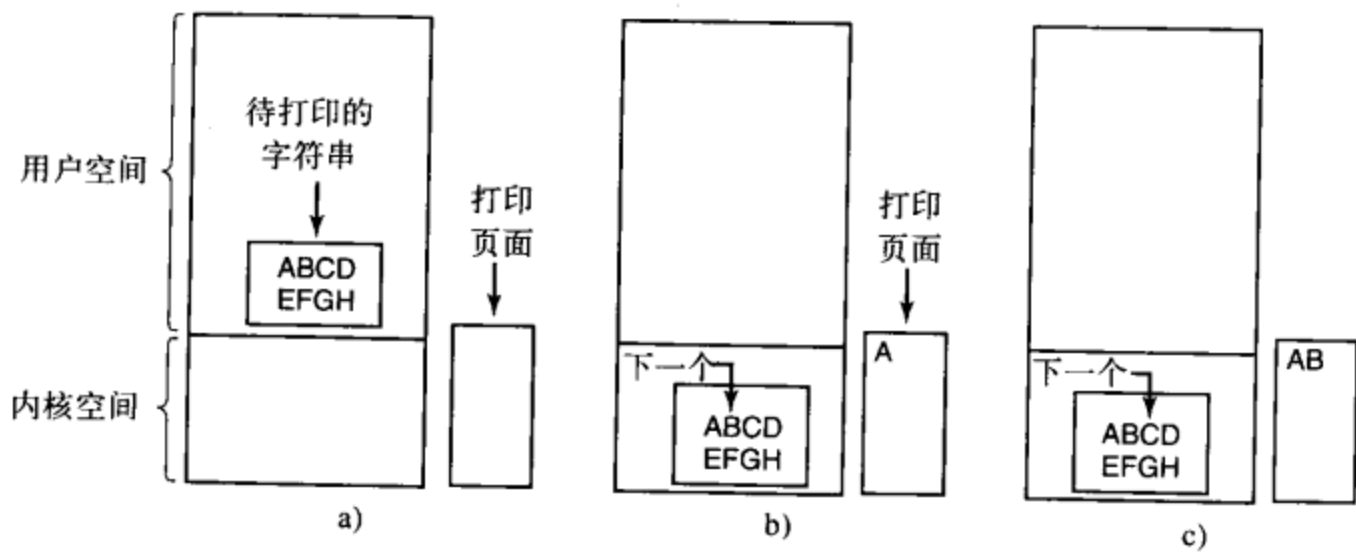 待打印的
字符串
用户空间
打印
页面
ABCD
EFGH
内核空间
a)
打印
页面
A
下一个
ABCD
EFGH
b)
AB
下一个
ABCD
EFGH
c)